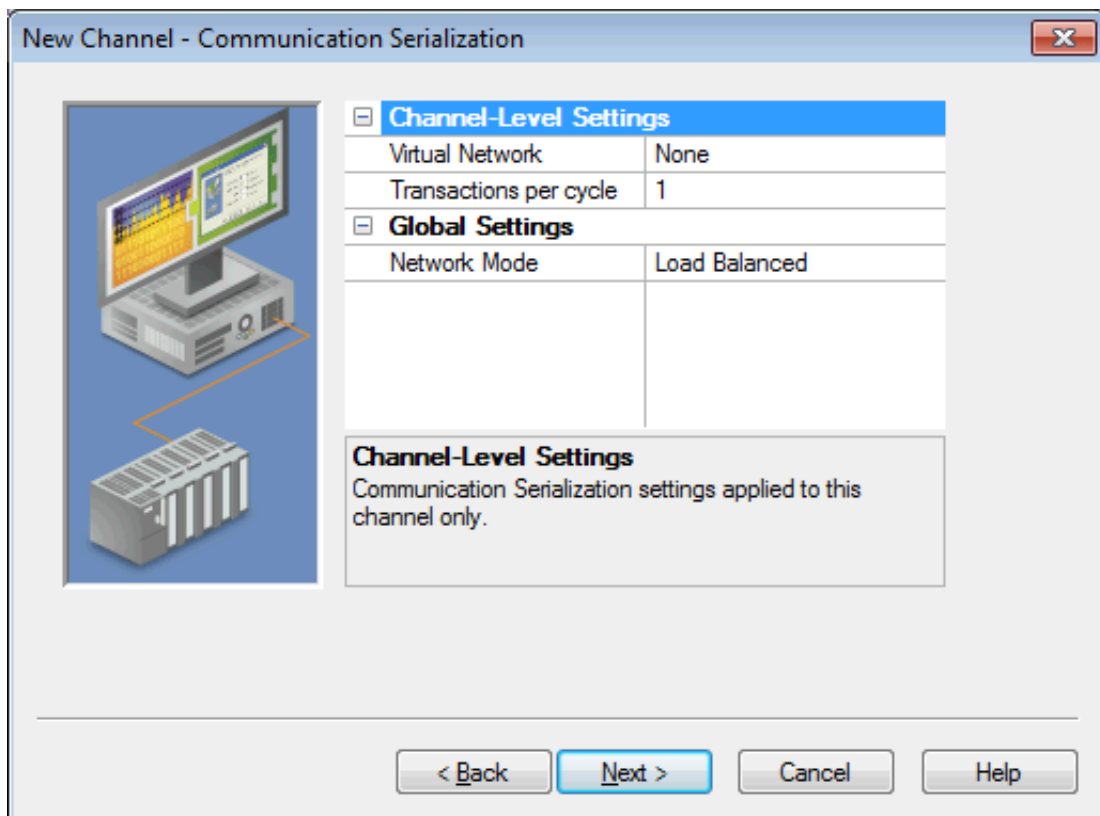 New Channel - Communication Serialization
Channel-Level Settings
Virtual Network None
Transactions per cycle 1
Global Settings
Network Mode Load Balanced
Channel-Level Settings
Communication Serialization settings applied to this
channel only.
< Back Next > Cancel Help